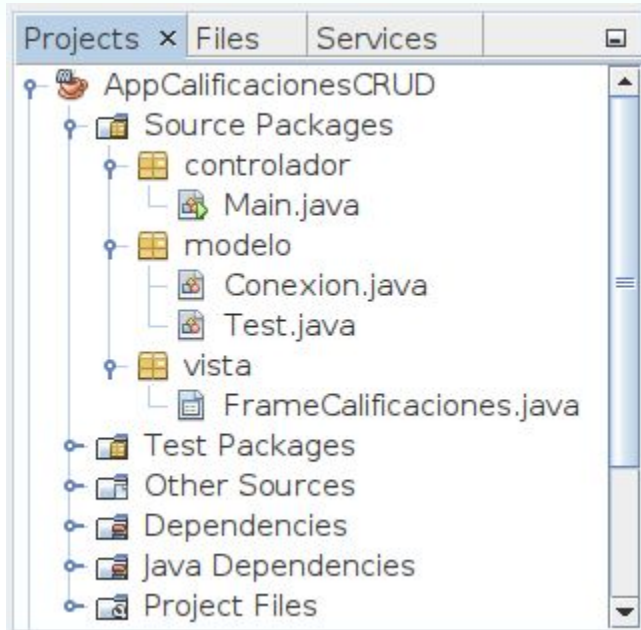 Projects Files Services
AppCalificacionesCRUD
Source Packages
controlador
Main.java
modelo
Conexion.java
Test.java
vista
FrameCalificaciones.java
Test Packages
Other Sources
Dependencies
Java Dependencies
Project Files